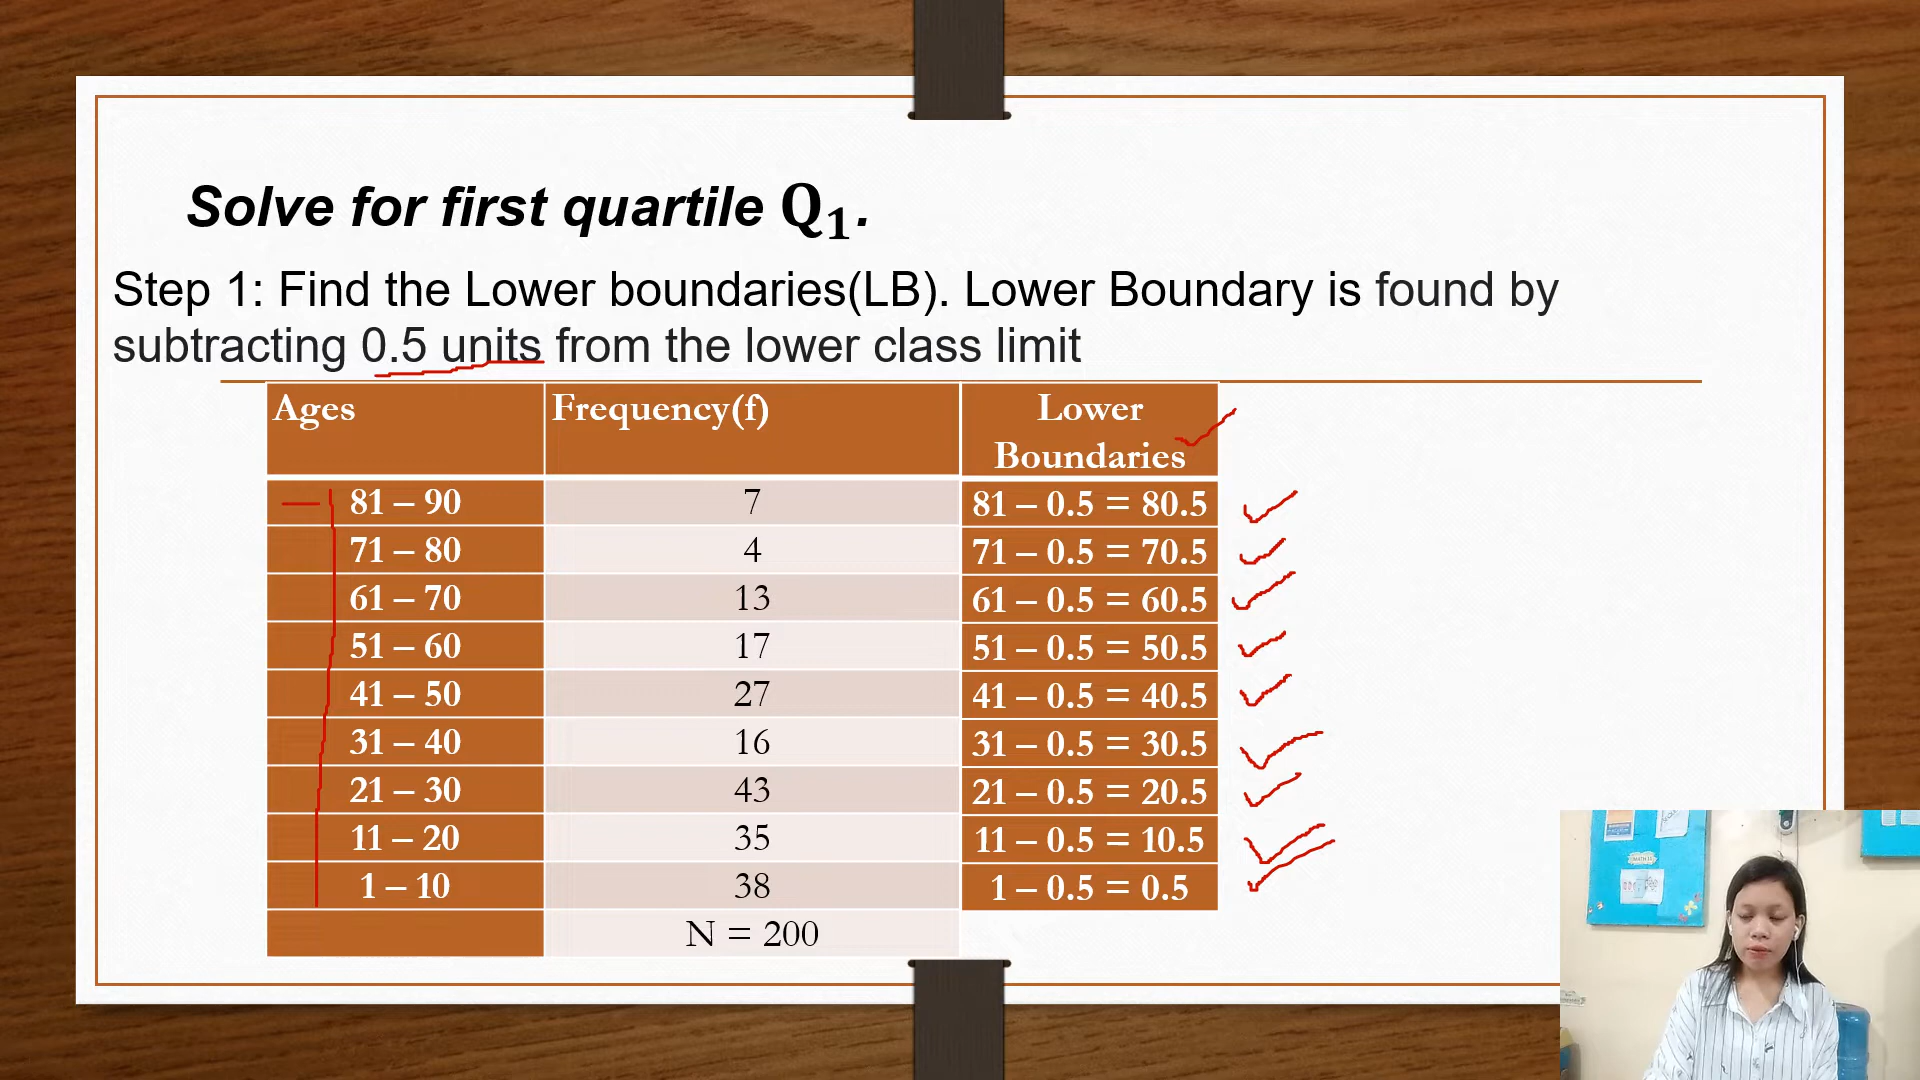 Solve for first quartile Q₁.
Step 1: Find the Lower boundaries(LB). Lower Boundary is found by
subtracting 0.5 units from the lower class limit
Ages Frequency(f) Lower Boundaries
81 – 90 7 81 – 0.5 = 80.5
71 – 80 4 71 – 0.5 = 70.5
61 – 70 13 61 – 0.5 = 60.5
51 – 60 17 51 – 0.5 = 50.5
41 – 50 27 41 – 0.5 = 40.5
31 – 40 16 31 – 0.5 = 30.5
21 – 30 43 21 – 0.5 = 20.5
11 – 20 35 11 – 0.5 = 10.5
1 – 10 38 1 – 0.5 = 0.5
N = 200